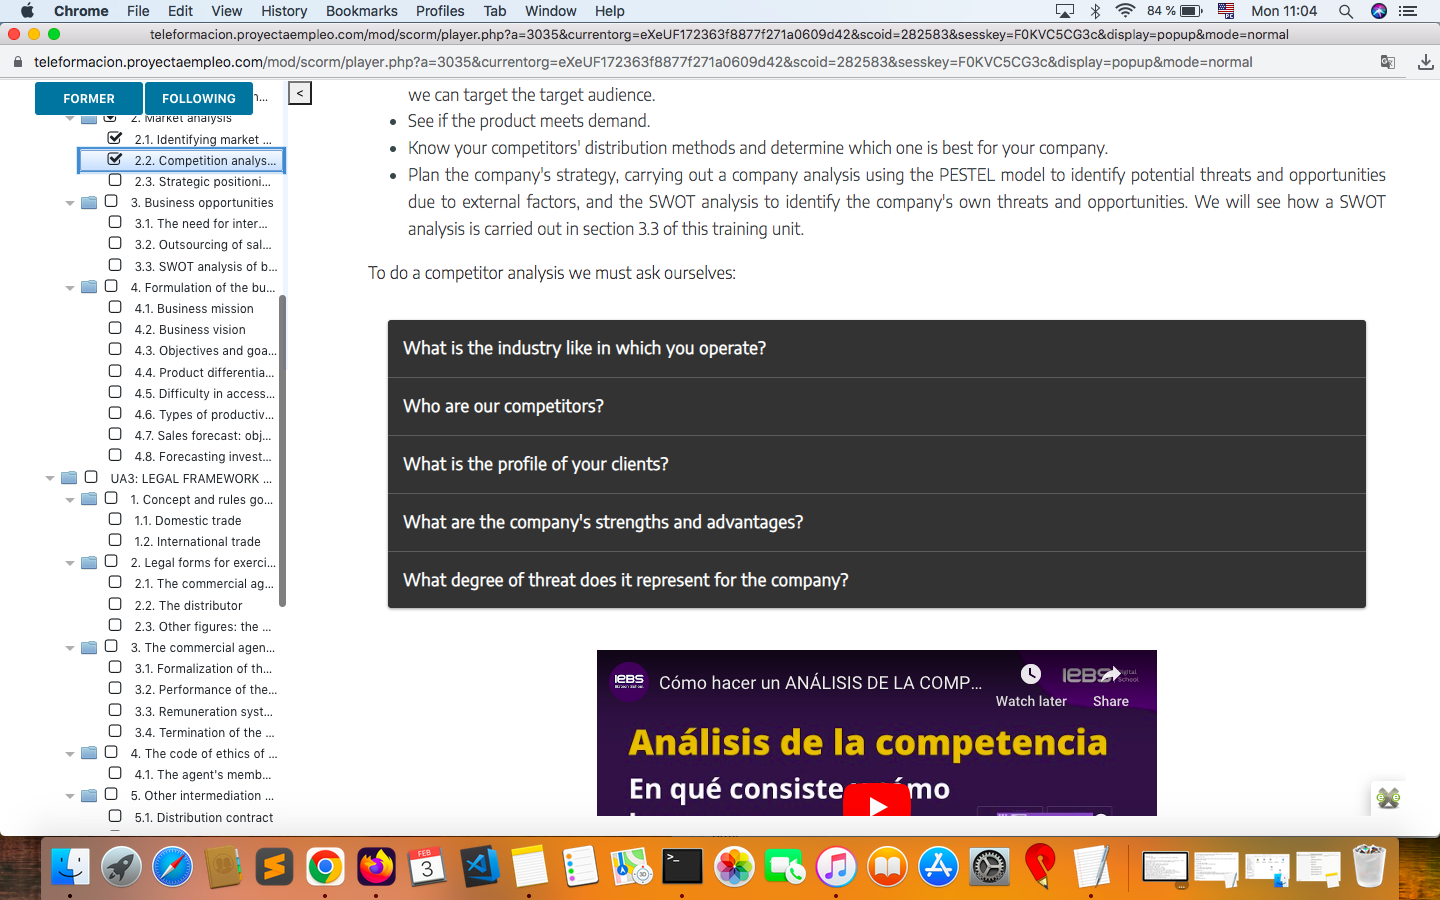 Chrome File Edit View History Bookmarks Profiles Tab Window Help 84 % Mon 11:04
teleformacion.proyectaempleo.com/mod/scorm/player.php?a=3035&currentorg=eXeUF172363f8877f271a0609d42&scoid=282583&sesskey=F0KVC5CG3c&display=popup&mode=normal
teleformacion.proyectaempleo.com/mod/scorm/player.php?a=3035&currentorg=eXeUF172363f8877f271a0609d42&scoid=282583&sesskey=F0KVC5CG3c&display=popup&mode=normal
FORMER
FOLLOWING
<
2. Market analysis
2.1. Identifying market ...
2.2. Competition analys...
2.3. Strategic positioni...
3. Business opportunities
3.1. The need for inter...
3.2. Outsourcing of sal...
3.3. SWOT analysis of b...
4. Formulation of the bu...
4.1. Business mission
4.2. Business vision
4.3. Objectives and goa...
4.4. Product differentia...
4.5. Difficulty in access...
4.6. Types of productiv...
4.7. Sales forecast: obj...
4.8. Forecasting invest...
UA3: LEGAL FRAMEWORK ...
1. Concept and rules go...
1.1. Domestic trade
1.2. International trade
2. Legal forms for exerci...
2.1. The commercial ag...
2.2. The distributor
2.3. Other figures: the ...
3. The commercial agen...
3.1. Formalization of th...
3.2. Performance of the...
3.3. Remuneration syst...
3.4. Termination of the ...
4. The code of ethics of ...
4.1. The agent's memb...
5. Other intermediation ...
5.1. Distribution contract
we can target the target audience.
See if the product meets demand.
Know your competitors' distribution methods and determine which one is best for your company.
Plan the company's strategy, carrying out a company analysis using the PESTEL model to identify potential threats and opportunities
due to external factors, and the SWOT analysis to identify the company's own threats and opportunities. We will see how a SWOT
analysis is carried out in section 3.3 of this training unit.
To do a competitor analysis we must ask ourselves:
What is the industry like in which you operate?
Who are our competitors?
What is the profile of your clients?
What are the company's strengths and advantages?
What degree of threat does it represent for the company?
IEBS
Cómo hacer un ANÁLISIS DE LA COMP...
Watch later
IEBS Digital School
Share
Análisis de la competencia
En qué consiste y cómo
FEB
3